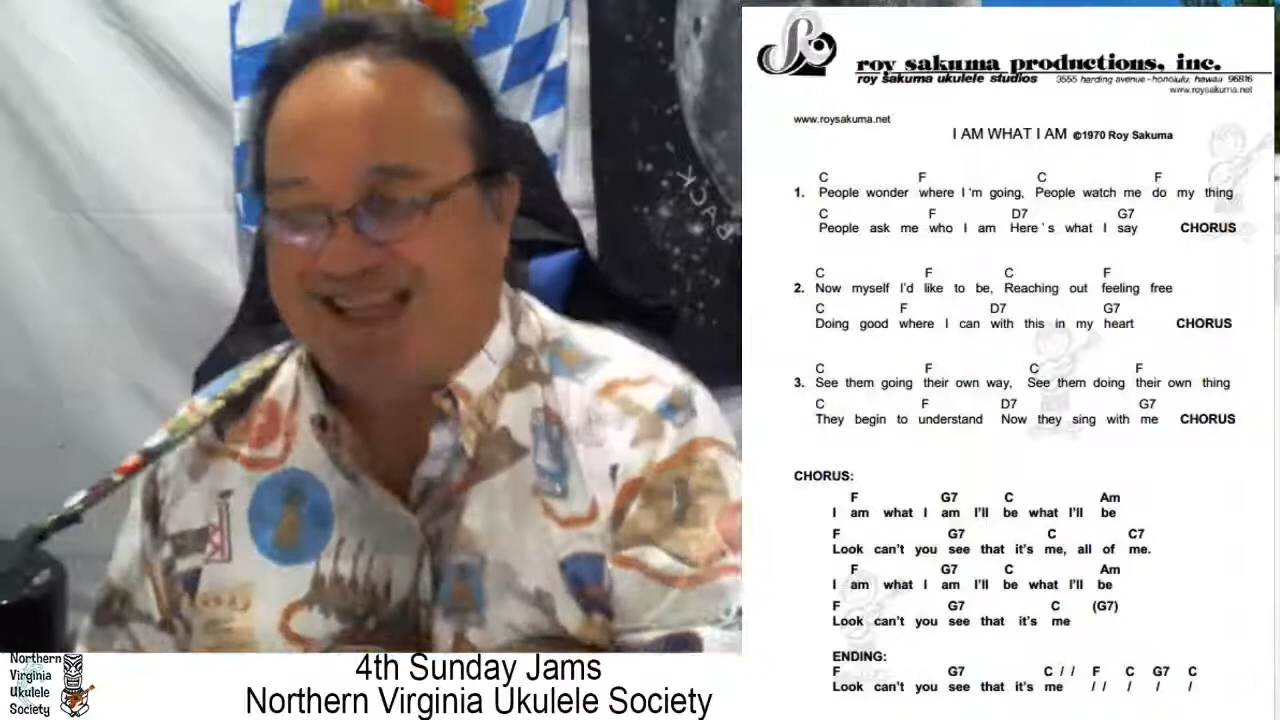 roy sakuma productions, inc.
roy sakuma ukulele studios 3555 harding avenue - honolulu, hawaii 96816
www.roysakuma.net
www.roysakuma.net
I AM WHAT I AM ©1970 Roy Sakuma
C F C F
1. People wonder where I 'm going, People watch me do my thing
C F D7 G7
People ask me who I am Here's what I say CHORUS
C F C F
2. Now myself I'd like to be, Reaching out feeling free
C F D7 G7
Doing good where I can with this in my heart CHORUS
C F C F
3. See them going their own way, See them doing their own thing
C F D7 G7
They begin to understand Now they sing with me CHORUS
CHORUS:
F G7 C Am
I am what I am I'll be what I'll be
F G7 C C7
Look can't you see that it's me, all of me.
F G7 C Am
I am what I am I'll be what I'll be
F G7 C (G7)
Look can't you see that it's me
ENDING:
F G7 C / / F C G7 C
Look can't you see that it's me / / / / /
BACK
Northern
Virginia
Ukulele
Society
4th Sunday Jams
Northern Virginia Ukulele Society